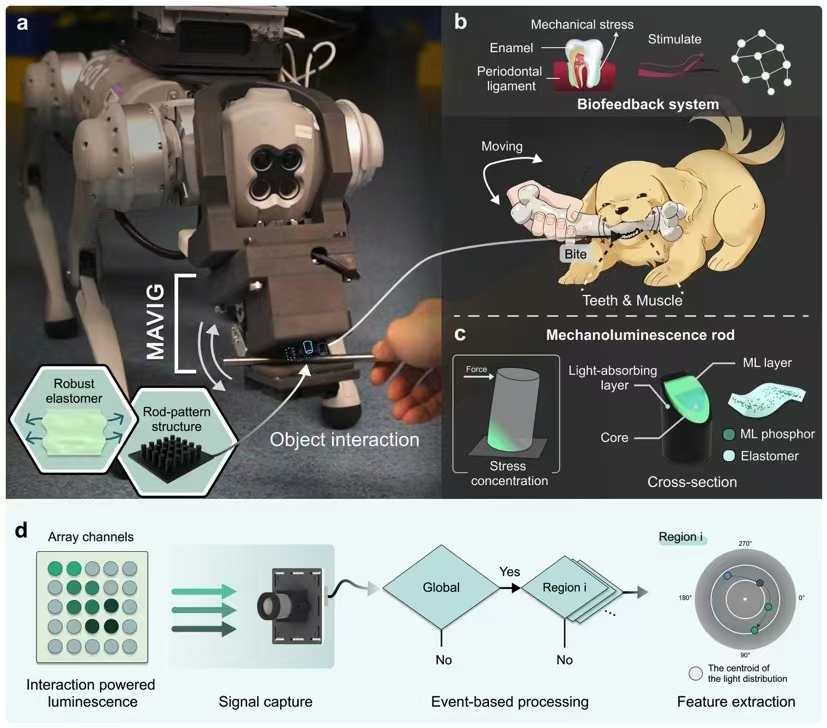 a
MAVIG
Robust
elastomer
Rod-pattern
structure
Object interaction
b
Mechanical stress
Enamel
Periodontal
ligament
Stimulate
Biofeedback system
Moving
Bite
Teeth & Muscle
c
Mechanoluminescence rod
Force
Stress
concentration
Light-absorbing
layer
ML layer
Core
ML phosphor
Elastomer
Cross-section
d
Array channels
Interaction powered
luminescence
Signal capture
Global
Yes
No
Region i
...
No
Event-based processing
Region i
270°
180°
0°
90°
The centroid of
the light distribution
Feature extraction